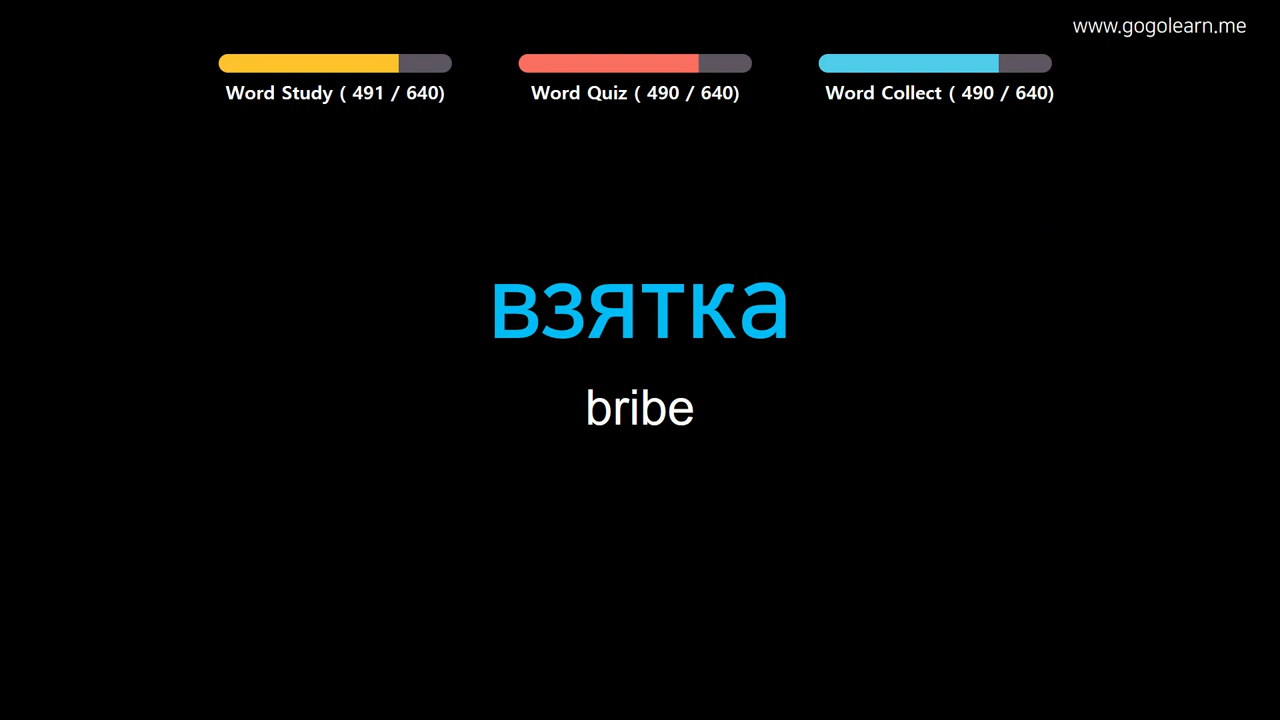 www.gogolearn.me
Word Study ( 491 / 640)
Word Quiz ( 490 / 640)
Word Collect ( 490 / 640)
взятка
bribe